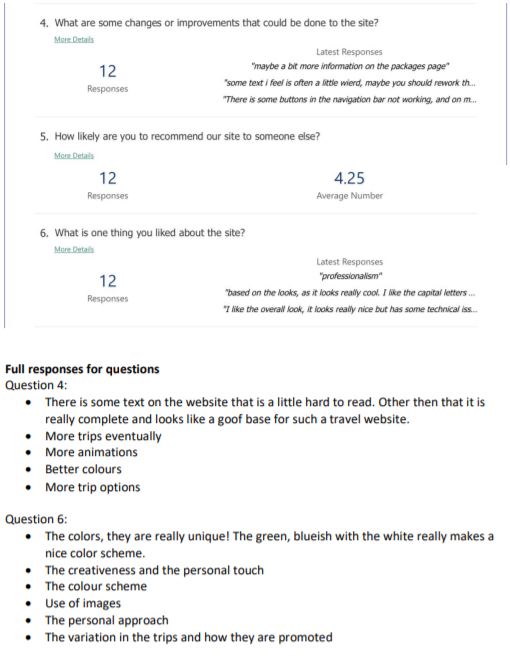 4. What are some changes or improvements that could be done to the site?
More Details
12
Responses
Latest Responses
"maybe a bit more information on the packages page"
"some text i feel is often a little wierd, maybe you should rework th...
"There is some buttons in the navigation bar not working, and on m...
5. How likely are you to recommend our site to someone else?
More Details
12
Responses
4.25
Average Number
6. What is one thing you liked about the site?
More Details
12
Responses
Latest Responses
"professionalism"
"based on the looks, as it looks really cool. I like the capital letters ...
"I like the overall look, it looks really nice but has some technical iss...
Full responses for questions
Question 4:
• There is some text on the website that is a little hard to read. Other then that it is
really complete and looks like a goof base for such a travel website.
• More trips eventually
• More animations
• Better colours
• More trip options
Question 6:
• The colors, they are really unique! The green, blueish with the white really makes a
nice color scheme.
• The creativeness and the personal touch
• The colour scheme
• Use of images
• The personal approach
• The variation in the trips and how they are promoted